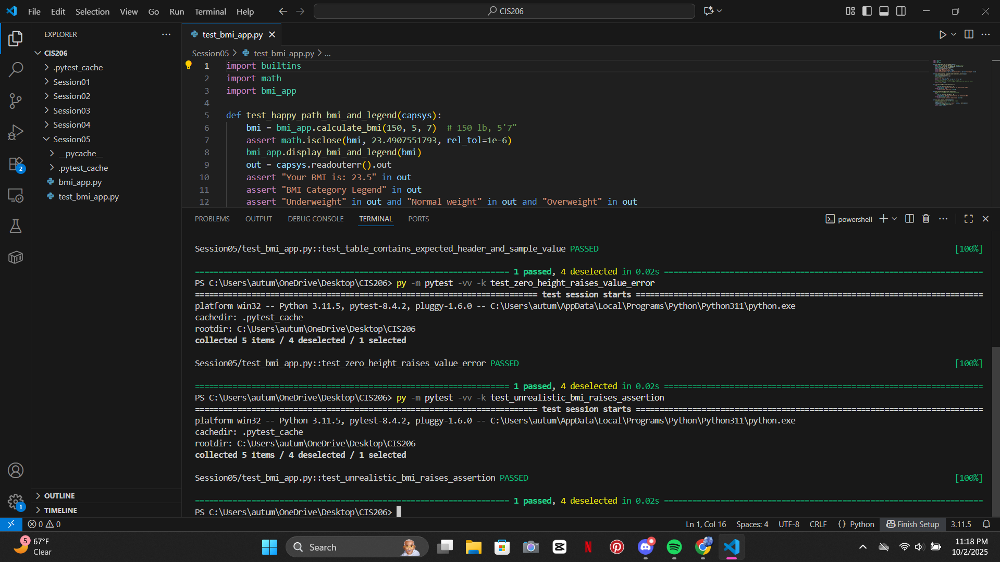 File Edit Selection View Go Run Terminal Help
CIS206
EXPLORER
CIS206
.pytest_cache
Session01
Session02
Session03
Session04
Session05
__pycache__
.pytest_cache
bmi_app.py
test_bmi_app.py
2
OUTLINE
TIMELINE
1
test_bmi_app.py
Session05 > test_bmi_app.py > ...
1 import builtins
2 import math
3 import bmi_app
4
5 def test_happy_path_bmi_and_legend(capsys):
6 bmi = bmi_app.calculate_bmi(150, 5, 7)  # 150 lb, 5'7"
7 assert math.isclose(bmi, 23.4907551793, rel_tol=1e-6)
8 bmi_app.display_bmi_and_legend(bmi)
9 out = capsys.readouterr().out
10 assert "Your BMI is: 23.5" in out
11 assert "BMI Category Legend" in out
12 assert "Underweight" in out and "Normal weight" in out and "Overweight" in out
PROBLEMS OUTPUT DEBUG CONSOLE TERMINAL PORTS
powershell
Session05/test_bmi_app.py::test_table_contains_expected_header_and_sample_value PASSED [100%]
=================================================================== 1 passed, 4 deselected in 0.02s ====================================================================
PS C:\Users\autum\OneDrive\Desktop\CIS206> py -m pytest -vv -k test_zero_height_raises_value_error
========================================================================= test session starts ==========================================================================
platform win32 -- Python 3.11.5, pytest-8.4.2, pluggy-1.6.0 -- C:\Users\autum\AppData\Local\Programs\Python\Python311\python.exe
cachedir: .pytest_cache
rootdir: C:\Users\autum\OneDrive\Desktop\CIS206
collected 5 items / 4 deselected / 1 selected
Session05/test_bmi_app.py::test_zero_height_raises_value_error PASSED [100%]
=================================================================== 1 passed, 4 deselected in 0.02s ====================================================================
PS C:\Users\autum\OneDrive\Desktop\CIS206> py -m pytest -vv -k test_unrealistic_bmi_raises_assertion
========================================================================= test session starts ==========================================================================
platform win32 -- Python 3.11.5, pytest-8.4.2, pluggy-1.6.0 -- C:\Users\autum\AppData\Local\Programs\Python\Python311\python.exe
cachedir: .pytest_cache
rootdir: C:\Users\autum\OneDrive\Desktop\CIS206
collected 5 items / 4 deselected / 1 selected
Session05/test_bmi_app.py::test_unrealistic_bmi_raises_assertion PASSED [100%]
=================================================================== 1 passed, 4 deselected in 0.02s ====================================================================
PS C:\Users\autum\OneDrive\Desktop\CIS206>
0 0 Ln 1, Col 16 Spaces: 4 UTF-8 CRLF {} Python Finish Setup 3.11.5
5 67°F
Clear
Search
11:18 PM
10/2/2025